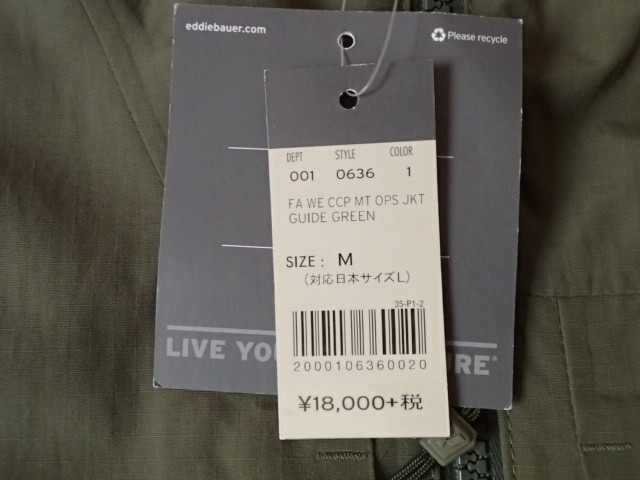 eddiebauer.com
Please recycle
DEPT STYLE COLOR
001 0636 1
FA WE CCP MT OPS JKT
GUIDE GREEN
SIZE : M
(対応日本サイズL)
35-P1-2
2000106360020
¥18,000+税
LIVE